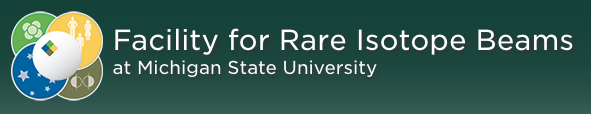 Facility for Rare Isotope Beams
at Michigan State University